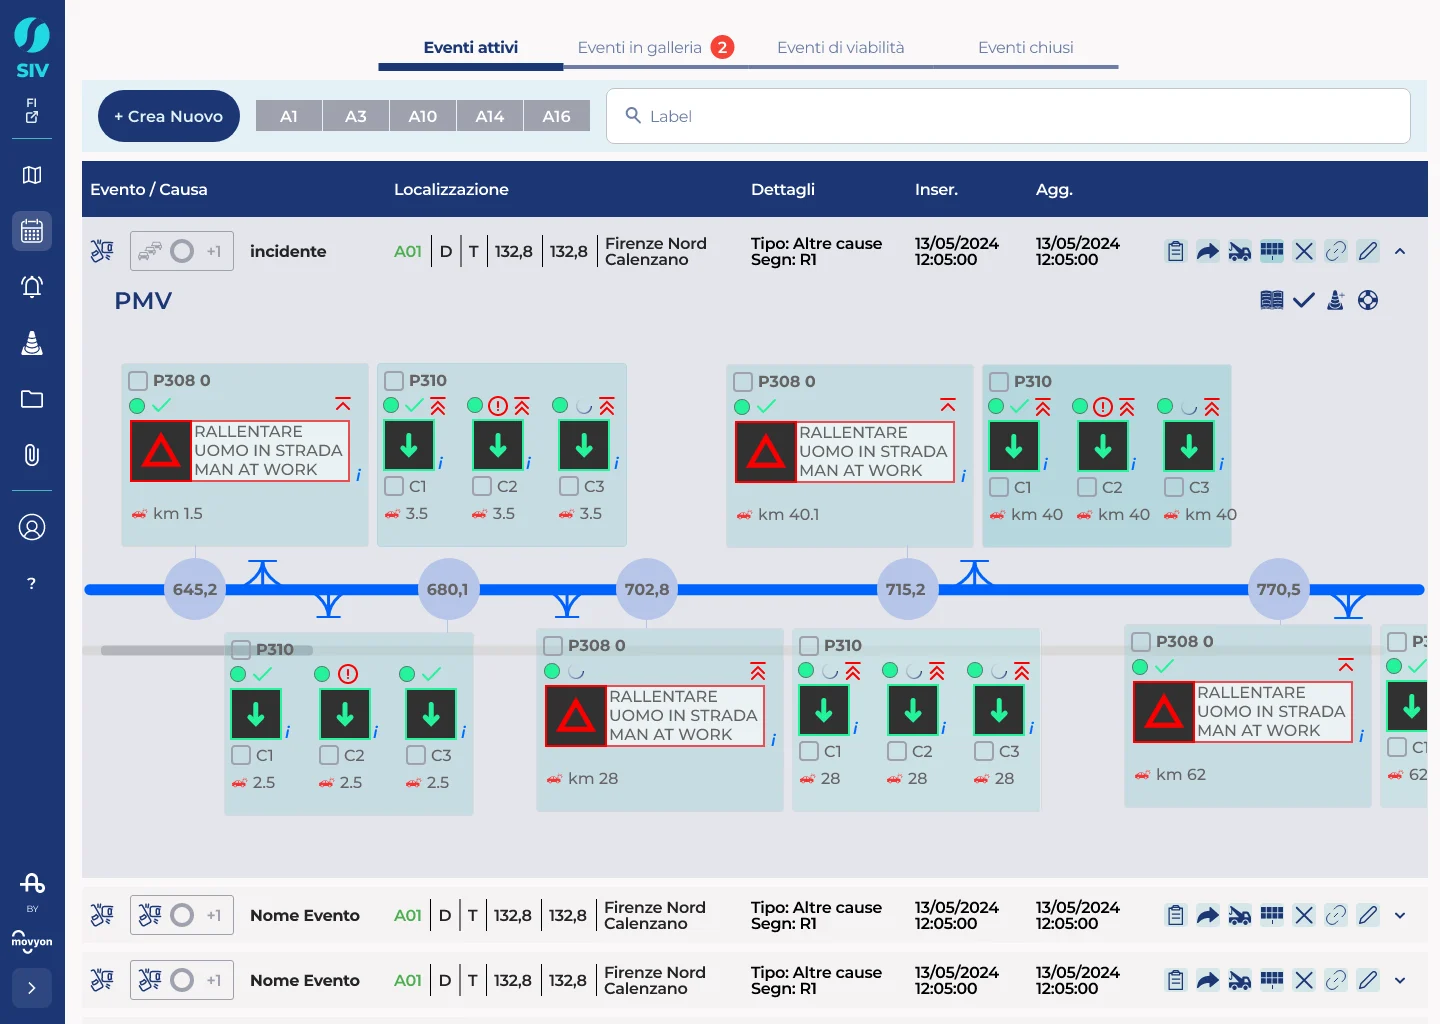 SIV
FI
?
BY
movyon
Eventi attivi
Eventi in galleria 2
Eventi di viabilità
Eventi chiusi
+ Crea Nuovo
A1
A3
A10
A14
A16
Label
Evento / Causa
Localizzazione
Dettagli
Inser.
Agg.
+1
incidente
A01
D
T
132,8
132,8
Firenze Nord
Calenzano
Tipo: Altre cause
Segn: R1
13/05/2024
12:05:00
13/05/2024
12:05:00
PMV
P308 0
RALLENTARE
UOMO IN STRADA
MAN AT WORK
i
km 1.5
P310
i
i
i
C1
C2
C3
3.5
3.5
3.5
P308 0
RALLENTARE
UOMO IN STRADA
MAN AT WORK
i
km 40.1
P310
i
i
i
C1
C2
C3
km 40
km 40
km 40
645,2
680,1
702,8
715,2
770,5
P310
i
i
i
C1
C2
C3
2.5
2.5
2.5
P308 0
RALLENTARE
UOMO IN STRADA
MAN AT WORK
i
km 28
P310
i
i
i
C1
C2
C3
28
28
28
P308 0
RALLENTARE
UOMO IN STRADA
MAN AT WORK
i
km 62
C1
62
+1
Nome Evento
A01
D
T
132,8
132,8
Firenze Nord
Calenzano
Tipo: Altre cause
Segn: R1
13/05/2024
12:05:00
13/05/2024
12:05:00
+1
Nome Evento
A01
D
T
132,8
132,8
Firenze Nord
Calenzano
Tipo: Altre cause
Segn: R1
13/05/2024
12:05:00
13/05/2024
12:05:00